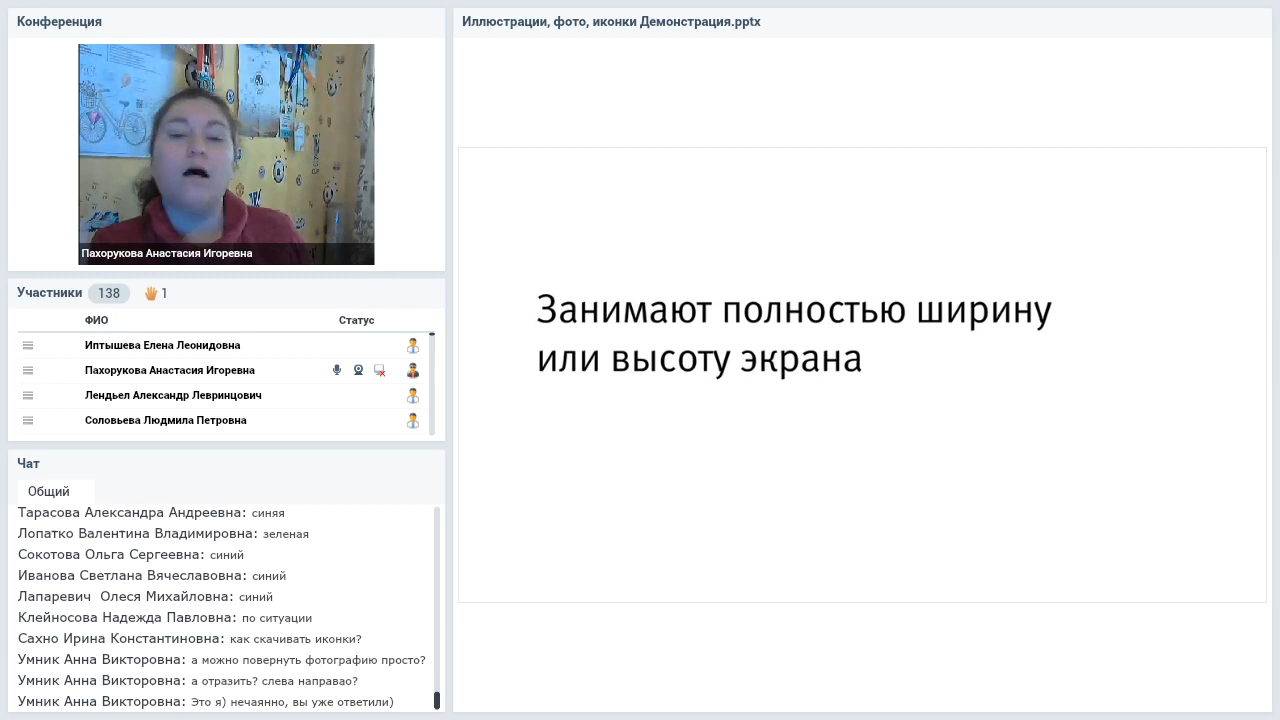 Конференция
Пахорукова Анастасия Игоревна
Участники 138 1
ФИО Статус
Иптышева Елена Леонидовна
Пахорукова Анастасия Игоревна
Лендьел Александр Левринцович
Соловьева Людмила Петровна
Чат
Общий
Тарасова Александра Андреевна: синяя
Лопатко Валентина Владимировна: зеленая
Сокотова Ольга Сергеевна: синий
Иванова Светлана Вячеславовна: синий
Лапаревич  Олеся Михайловна: синий
Клейносова Надежда Павловна: по ситуации
Сахно Ирина Константиновна: как скачивать иконки?
Умник Анна Викторовна: а можно повернуть фотографию просто?
Умник Анна Викторовна: а отразить? слева направао?
Умник Анна Викторовна: Это я) нечаянно, вы уже ответили)
Иллюстрации, фото, иконки Демонстрация.pptx
Занимают полностью ширину
или высоту экрана